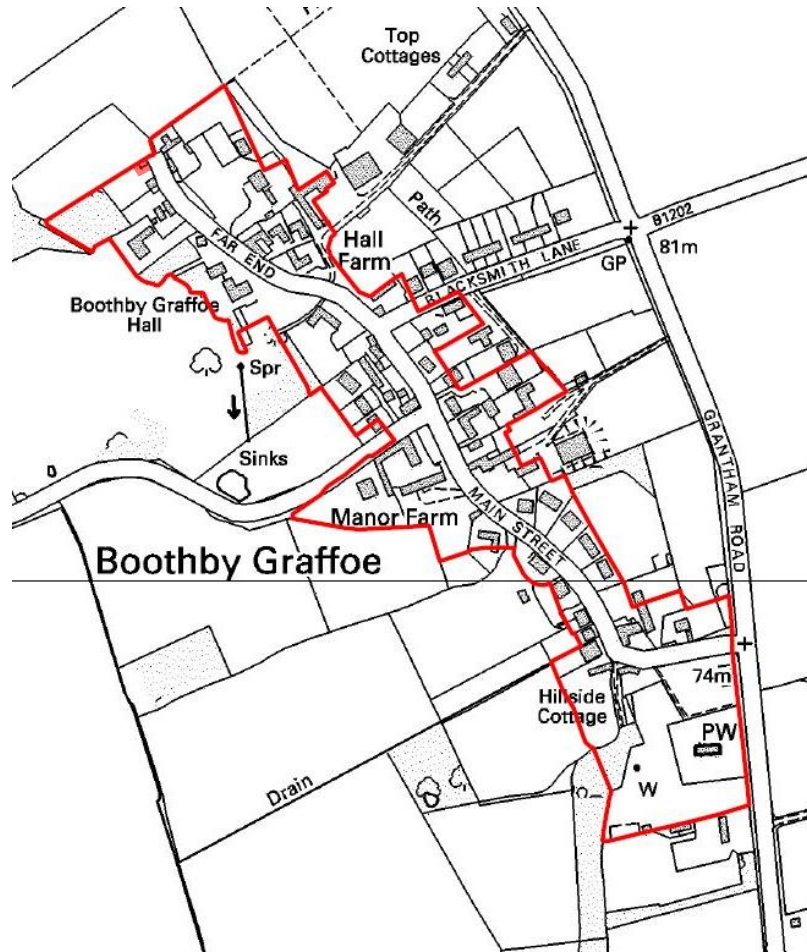 Top
Cottages
Path
FAR END
Hall
Farm
BLACKSMITH LANE
B1202
GP
81m
Boothby Graffoe
Hall
Spr
Sinks
GRANTHAM ROAD
MAIN STREET
Manor Farm
Boothby Graffoe
74m
Hillside
Cottage
PW
W
Drain